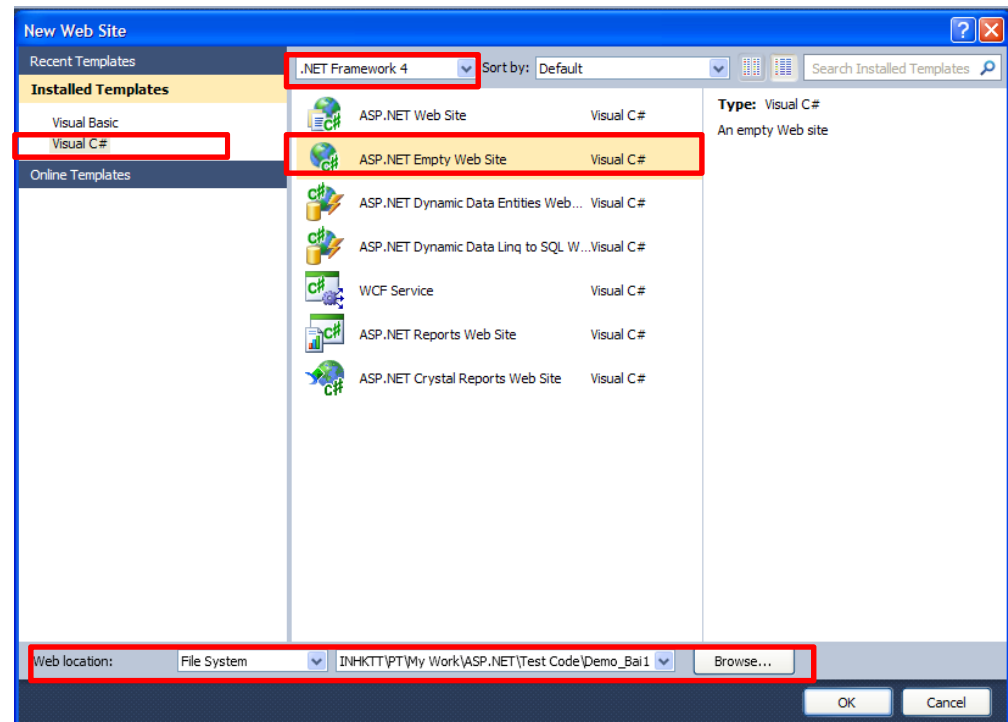 New Web Site
Recent Templates
Installed Templates
Visual Basic
Visual C#
Online Templates
.NET Framework 4 Sort by: Default Search Installed Templates
ASP.NET Web Site Visual C#
ASP.NET Empty Web Site Visual C#
ASP.NET Dynamic Data Entities Web... Visual C#
ASP.NET Dynamic Data Linq to SQL W...Visual C#
WCF Service Visual C#
ASP.NET Reports Web Site Visual C#
ASP.NET Crystal Reports Web Site Visual C#
Type: Visual C#
An empty Web site
Web location: File System INHKTT\PT\My Work\ASP.NET\Test Code\Demo_Bai1 Browse...
OK Cancel